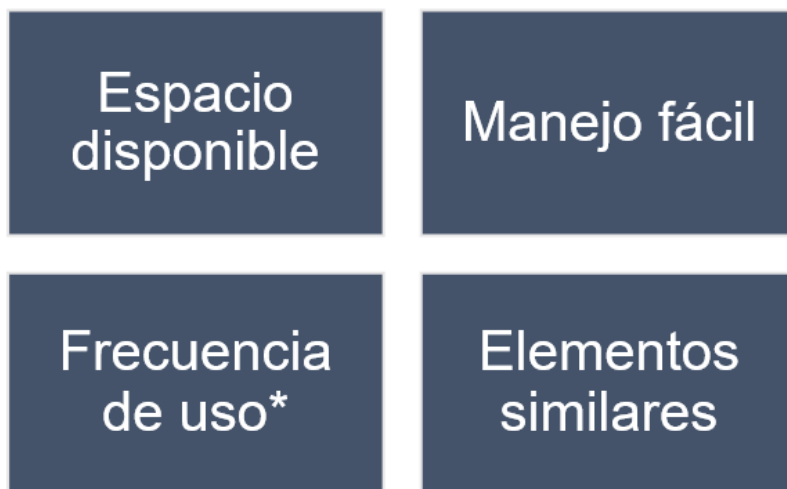 Espacio
disponible
Manejo fácil
Frecuencia
de uso*
Elementos
similares